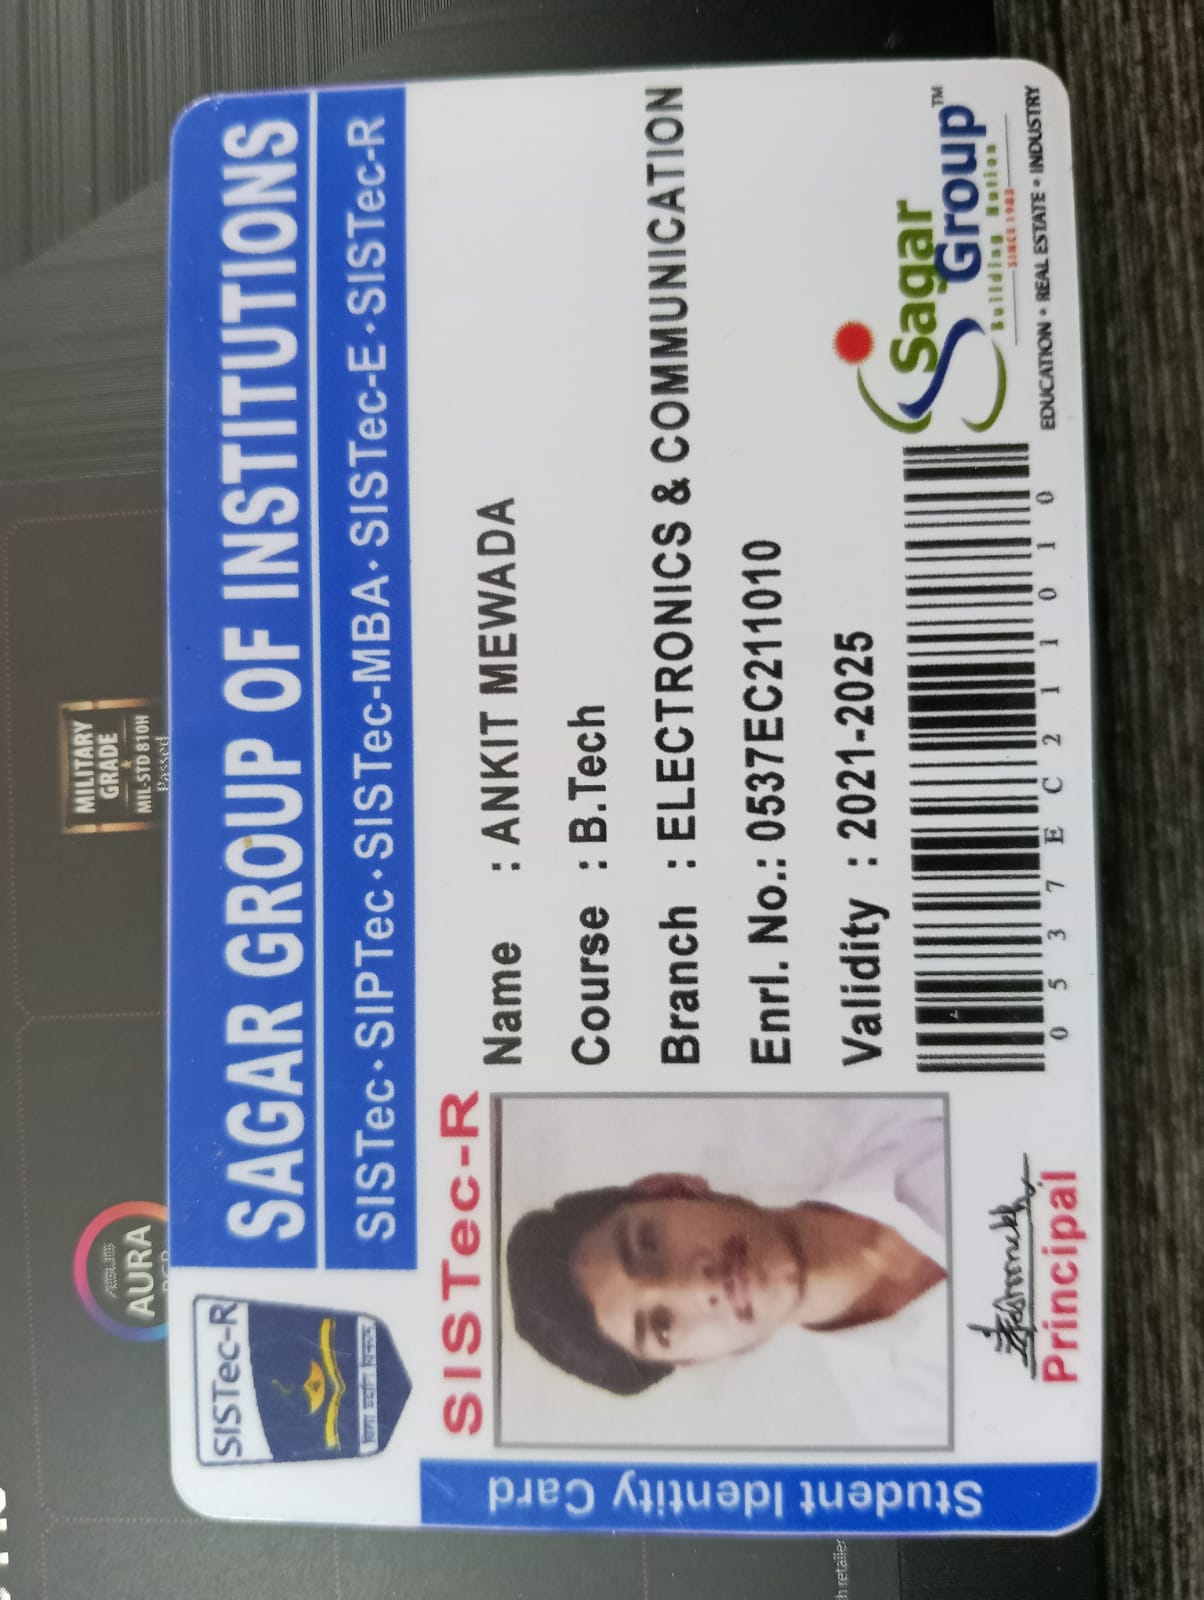 SISTec-R
SAGAR GROUP OF INSTITUTIONS
SISTec•SIPTec•SISTec-MBA•SISTec-E•SISTec-R
विद्या ददाति विनयम्
SISTec-R
Name : ANKIT MEWADA
Course : B.Tech
Branch : ELECTRONICS & COMMUNICATION
Enrl. No.: 0537EC211010
Validity : 2021-2025
0537EC211010
Principal
Student Identity Card
Sagar
Group™
Building Nation
SINCE 1983
EDUCATION • REAL ESTATE • INDUSTRY
MILITARY
GRADE
MIL-STD 810H
Passed
AURA